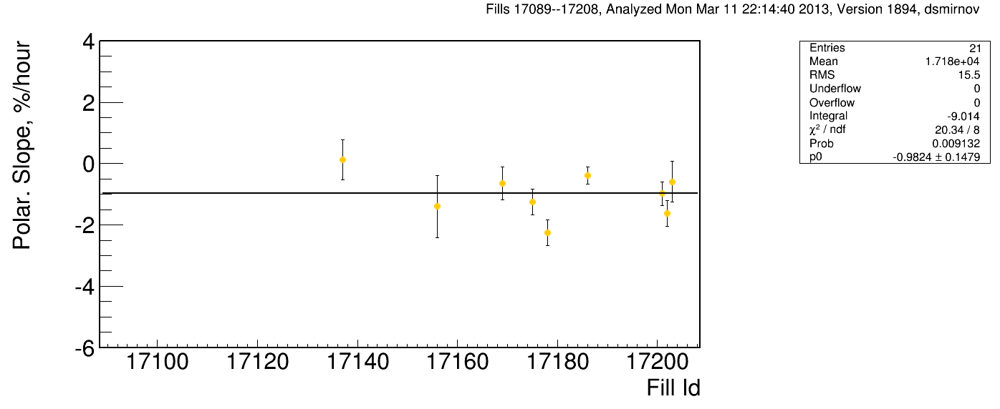 Fills 17089--17208, Analyzed Mon Mar 11 22:14:40 2013, Version 1894, dsmirnov
Polar. Slope, %/hour
4
2
0
-2
-4
-6
17100 17120 17140 17160 17180 17200
Fill Id
Entries 21
Mean 1.718e+04
RMS 15.5
Underflow 0
Overflow 0
Integral -9.014
χ² / ndf 20.34 / 8
Prob 0.009132
p0 -0.9824 ± 0.1479